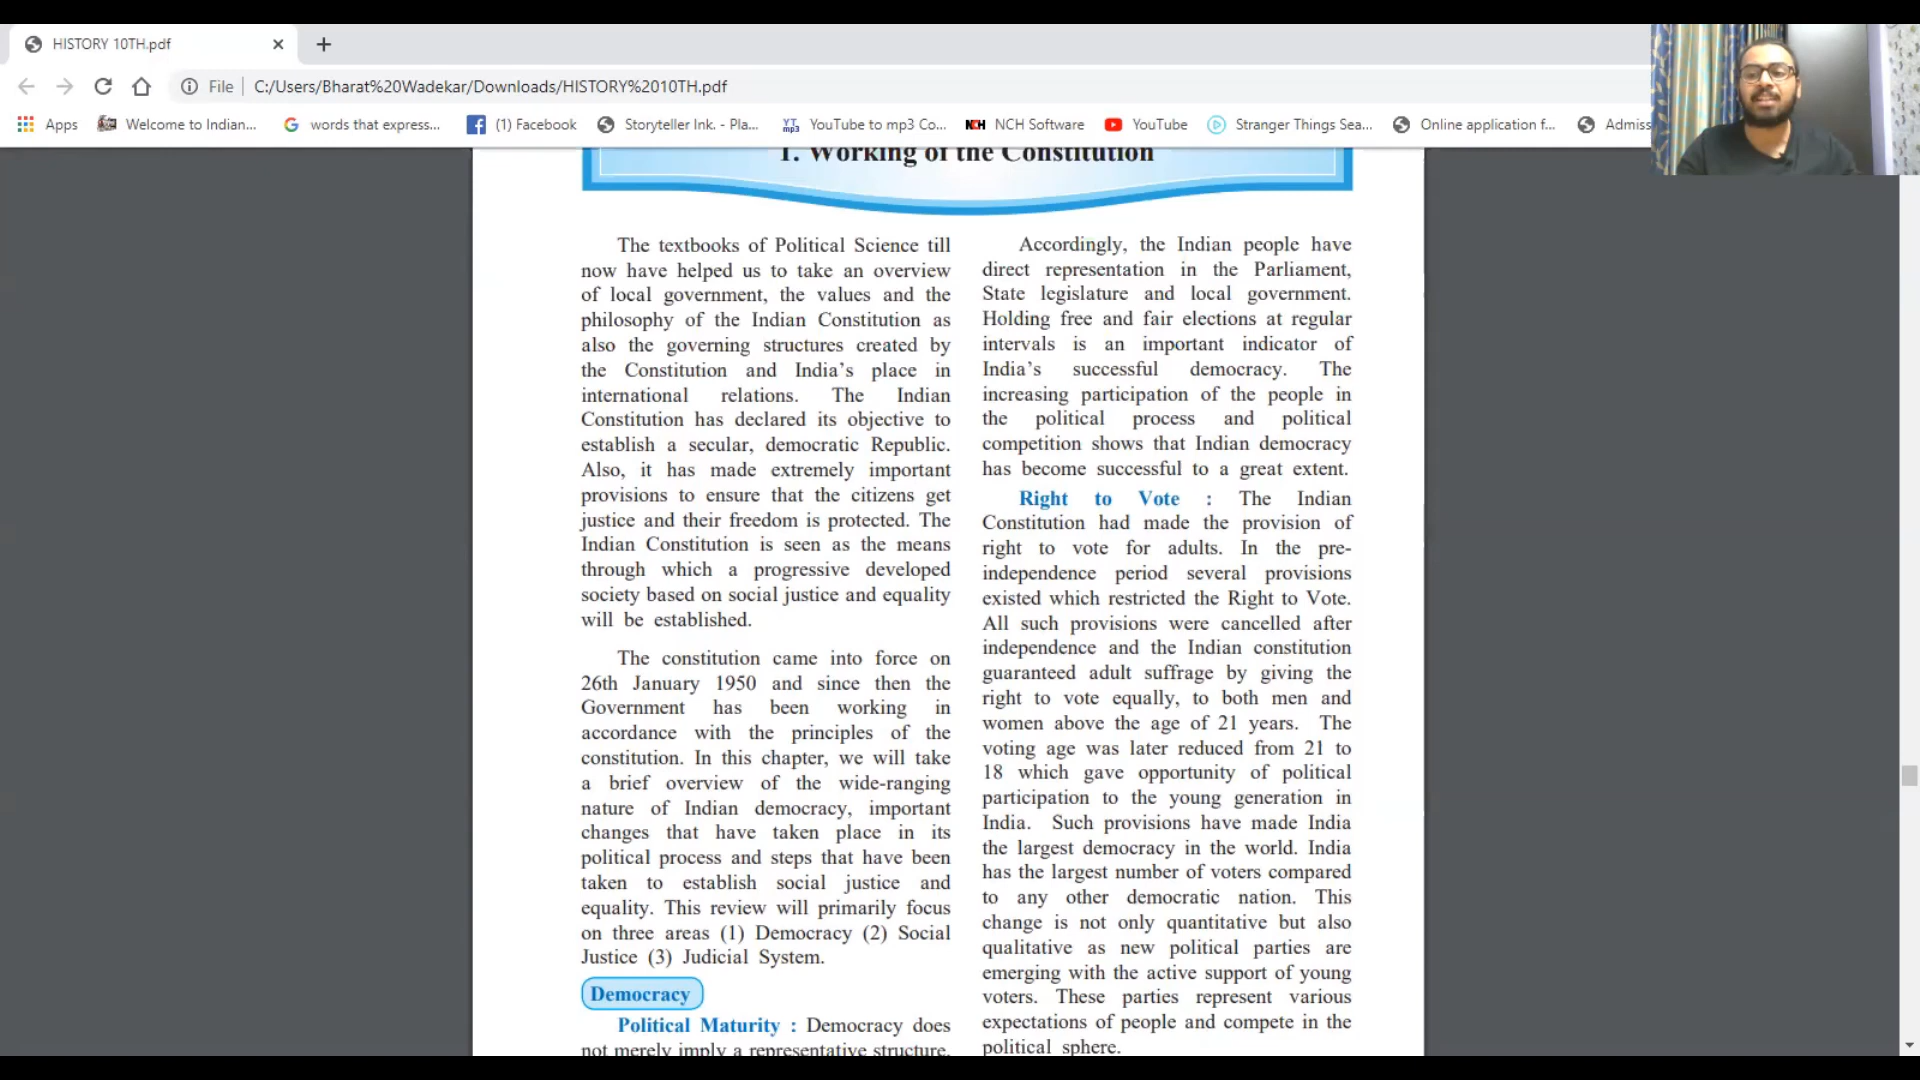 HISTORY 10TH.pdf
File
C:/Users/Bharat%20Wadekar/Downloads/HISTORY%2010TH.pdf
Apps
Welcome to Indian...
words that express...
(1) Facebook
Storyteller Ink. - Pla...
YT mp3
YouTube to mp3 Co...
NCH
NCH Software
YouTube
Stranger Things Sea...
Online application f...
Admiss
1. Working of the Constitution
The textbooks of Political Science till
now have helped us to take an overview
of local government, the values and the
philosophy of the Indian Constitution as
also the governing structures created by
the Constitution and India’s place in
international relations. The Indian
Constitution has declared its objective to
establish a secular, democratic Republic.
Also, it has made extremely important
provisions to ensure that the citizens get
justice and their freedom is protected. The
Indian Constitution is seen as the means
through which a progressive developed
society based on social justice and equality
will be established.
The constitution came into force on
26th January 1950 and since then the
Government has been working in
accordance with the principles of the
constitution. In this chapter, we will take
a brief overview of the wide-ranging
nature of Indian democracy, important
changes that have taken place in its
political process and steps that have been
taken to establish social justice and
equality. This review will primarily focus
on three areas (1) Democracy (2) Social
Justice (3) Judicial System.
Democracy
Political Maturity : Democracy does
not merely imply a representative structure.
Accordingly, the Indian people have
direct representation in the Parliament,
State legislature and local government.
Holding free and fair elections at regular
intervals is an important indicator of
India’s successful democracy. The
increasing participation of the people in
the political process and political
competition shows that Indian democracy
has become successful to a great extent.
Right to Vote : The Indian
Constitution had made the provision of
right to vote for adults. In the pre-
independence period several provisions
existed which restricted the Right to Vote.
All such provisions were cancelled after
independence and the Indian constitution
guaranteed adult suffrage by giving the
right to vote equally, to both men and
women above the age of 21 years. The
voting age was later reduced from 21 to
18 which gave opportunity of political
participation to the young generation in
India. Such provisions have made India
the largest democracy in the world. India
has the largest number of voters compared
to any other democratic nation. This
change is not only quantitative but also
qualitative as new political parties are
emerging with the active support of young
voters. These parties represent various
expectations of people and compete in the
political sphere.